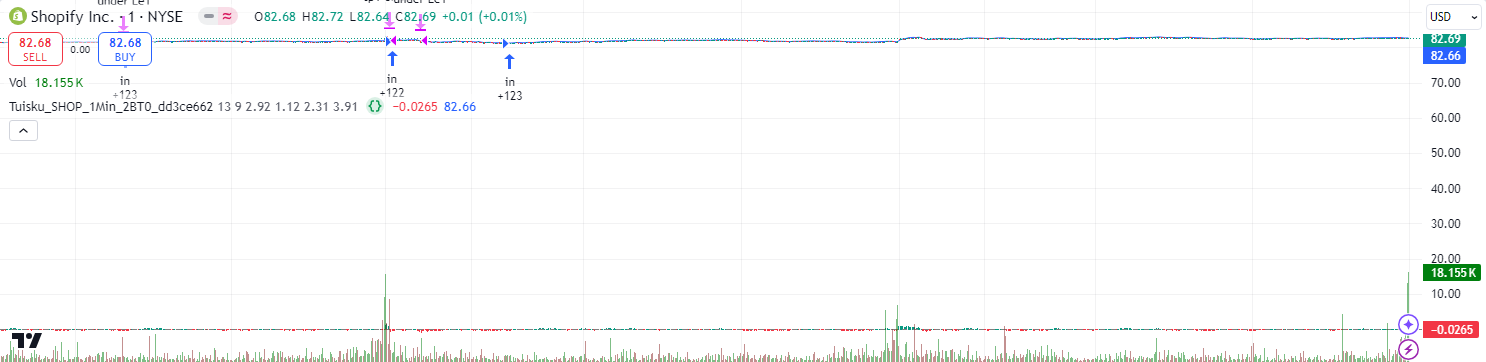 under Le1
Shopify Inc. · 1 · NYSE
O82.68 H82.72 L82.64 C82.69 +0.01 (+0.01%)
USD
82.68
SELL
0.00
82.68
BUY
82.69
82.66
Vol 18.155 K
in
+123
in
+122
in
+123
Tuisku_SHOP_1Min_2BT0_dd3ce662 13 9 2.92 1.12 2.31 3.91 {} −0.0265 82.66
70.00
60.00
50.00
40.00
30.00
20.00
18.155 K
10.00
−0.0265